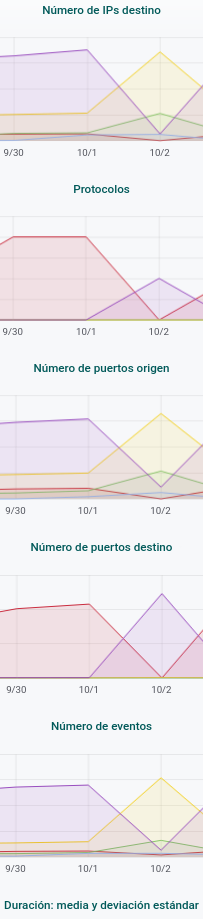 Número de IPs destino
9/30 10/1 10/2
Protocolos
9/30 10/1 10/2
Número de puertos origen
9/30 10/1 10/2
Número de puertos destino
9/30 10/1 10/2
Número de eventos
9/30 10/1 10/2
Duración: media y deviación estándar